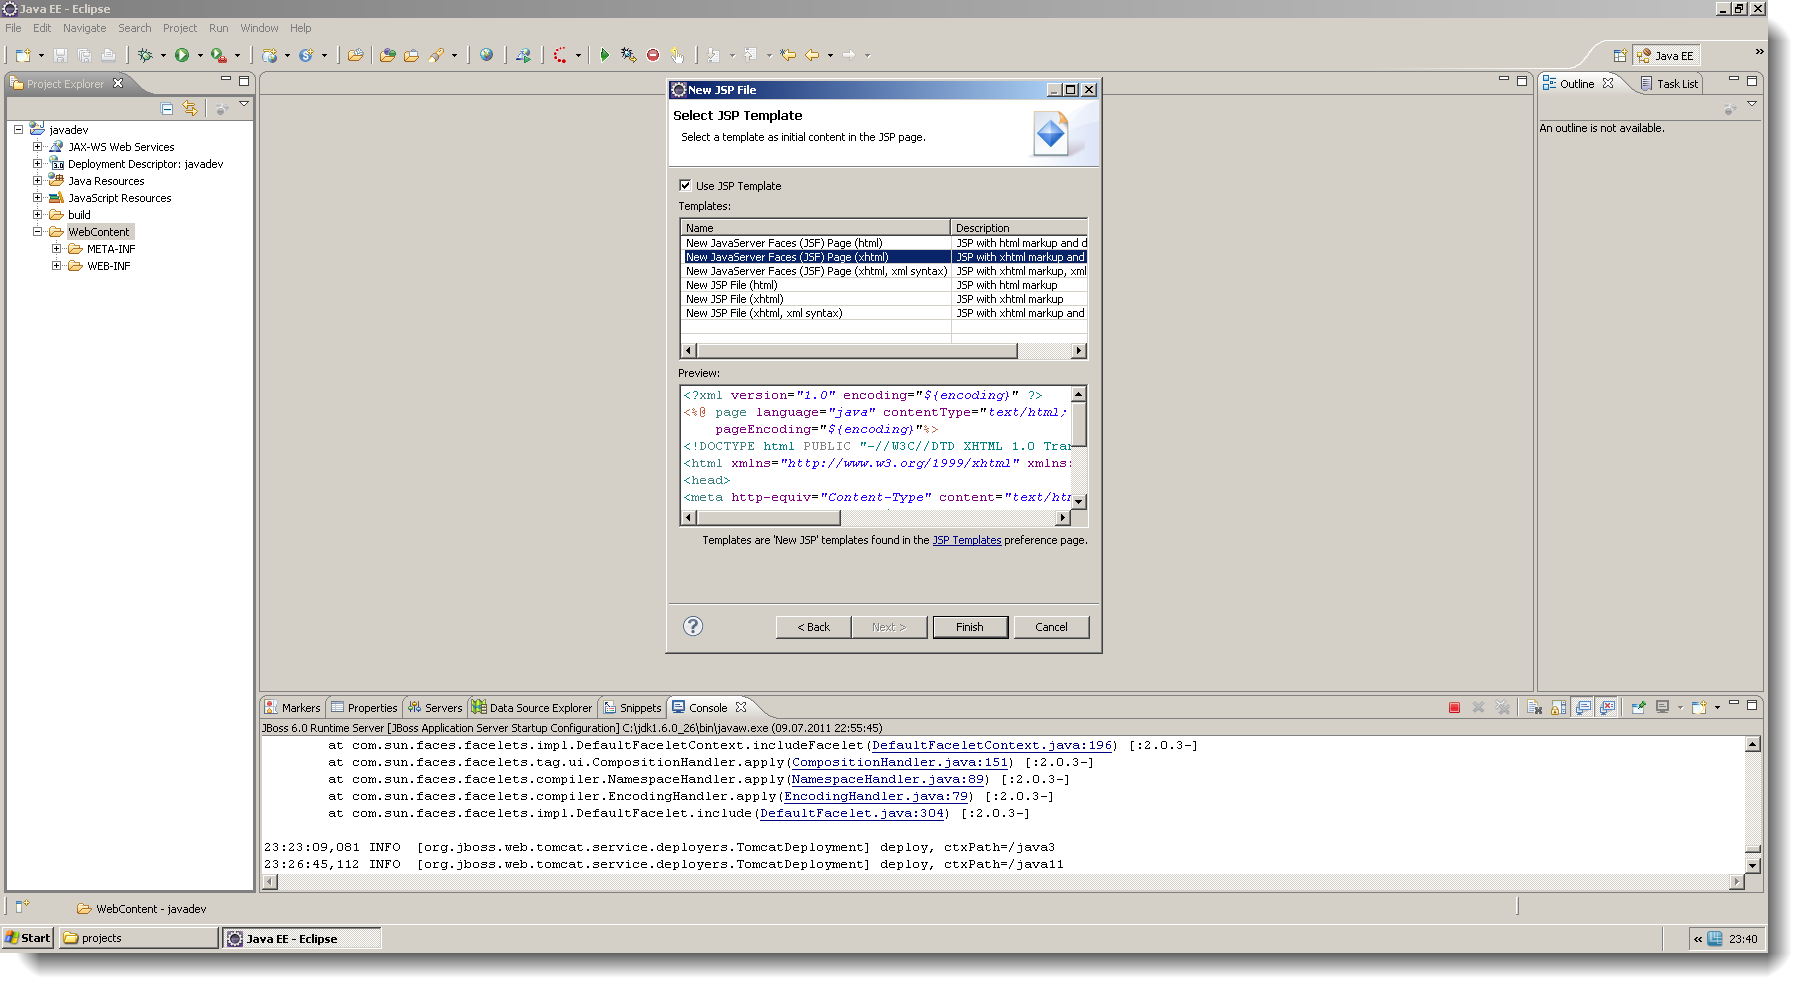 Java EE - Eclipse
File Edit Navigate Search Project Run Window Help
Java EE
Project Explorer
javadev
JAX-WS Web Services
Deployment Descriptor: javadev
Java Resources
JavaScript Resources
build
WebContent
META-INF
WEB-INF
New JSP File
Select JSP Template
Select a template as initial content in the JSP page.
Use JSP Template
Templates:
Name Description
New JavaServer Faces (JSF) Page (html) JSP with html markup and d
New JavaServer Faces (JSF) Page (xhtml) JSP with xhtml markup and
New JavaServer Faces (JSF) Page (xhtml, xml syntax) JSP with xhtml markup, xml
New JSP File (html) JSP with html markup
New JSP File (xhtml) JSP with xhtml markup
New JSP File (xhtml, xml syntax) JSP with xhtml markup and
Preview:
<?xml version="1.0" encoding="${encoding}" ?>
<%@ page language="java" contentType="text/html;
pageEncoding="${encoding}"%>
<!DOCTYPE html PUBLIC "-//W3C//DTD XHTML 1.0 Tran
<html xmlns="http://www.w3.org/1999/xhtml" xmlns:
<head>
<meta http-equiv="Content-Type" content="text/htm
Templates are 'New JSP' templates found in the JSP Templates preference page.
< Back Next > Finish Cancel
Outline Task List
An outline is not available.
Markers Properties Servers Data Source Explorer Snippets Console
JBoss 6.0 Runtime Server [JBoss Application Server Startup Configuration] C:\jdk1.6.0_26\bin\javaw.exe (09.07.2011 22:55:45)
at com.sun.faces.facelets.impl.DefaultFaceletContext.includeFacelet(DefaultFaceletContext.java:196) [:2.0.3-]
at com.sun.faces.facelets.tag.ui.CompositionHandler.apply(CompositionHandler.java:151) [:2.0.3-]
at com.sun.faces.facelets.compiler.NamespaceHandler.apply(NamespaceHandler.java:89) [:2.0.3-]
at com.sun.faces.facelets.compiler.EncodingHandler.apply(EncodingHandler.java:79) [:2.0.3-]
at com.sun.faces.facelets.impl.DefaultFacelet.include(DefaultFacelet.java:304) [:2.0.3-]
23:23:09,081 INFO [org.jboss.web.tomcat.service.deployers.TomcatDeployment] deploy, ctxPath=/java3
23:26:45,112 INFO [org.jboss.web.tomcat.service.deployers.TomcatDeployment] deploy, ctxPath=/java11
WebContent - javadev
Start projects Java EE - Eclipse 23:40